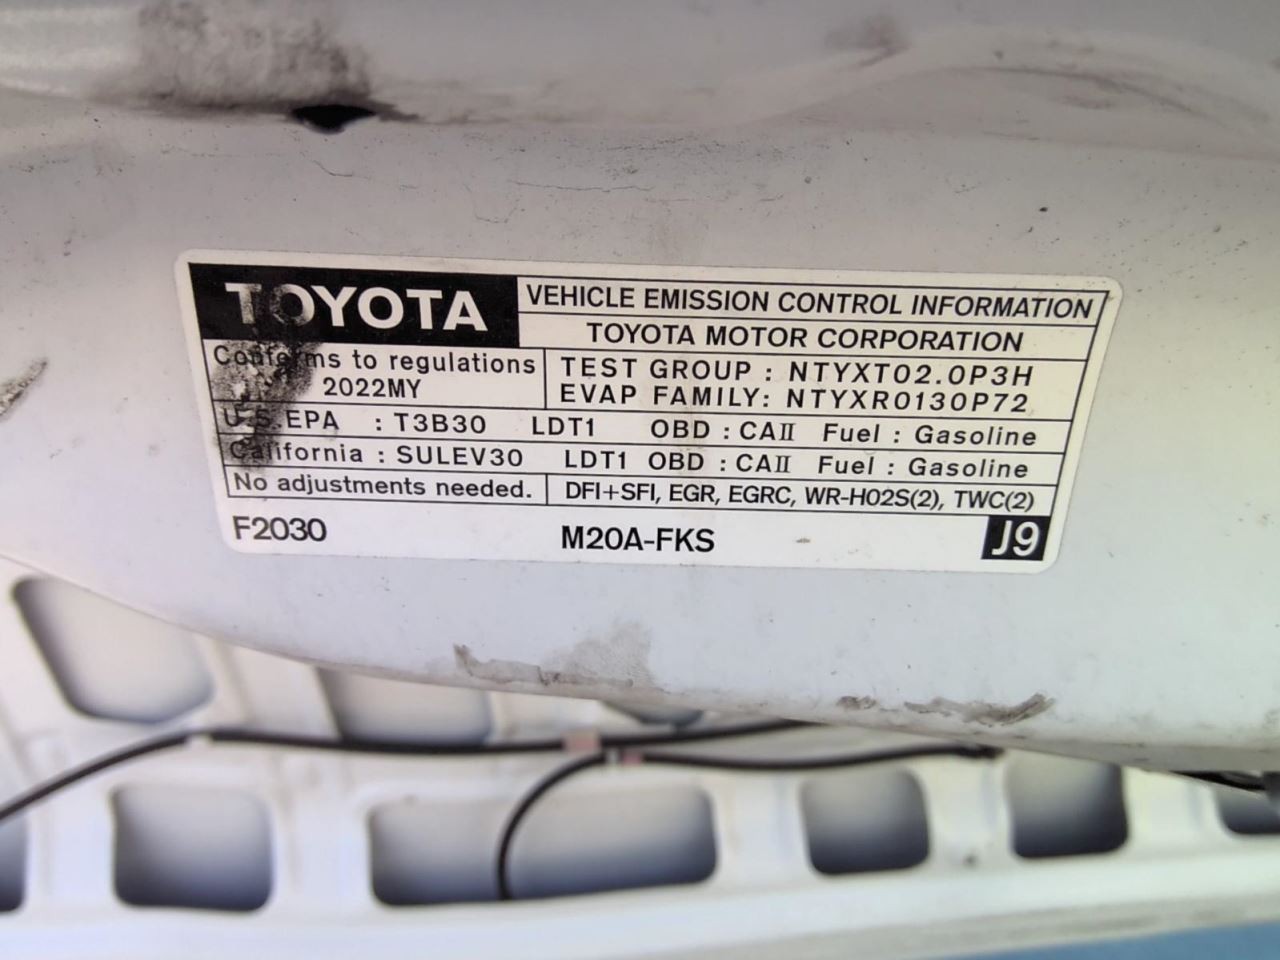 TOYOTA
VEHICLE EMISSION CONTROL INFORMATION
TOYOTA MOTOR CORPORATION
Conforms to regulations
2022MY
TEST GROUP : NTYXT02.0P3H
EVAP FAMILY: NTYXR0130P72
U.S.EPA : T3B30 LDT1 OBD : CAII Fuel : Gasoline
California : SULEV30 LDT1 OBD : CAII Fuel : Gasoline
No adjustments needed.
DFI+SFI, EGR, EGRC, WR-HO2S(2), TWC(2)
F2030
M20A-FKS
J9